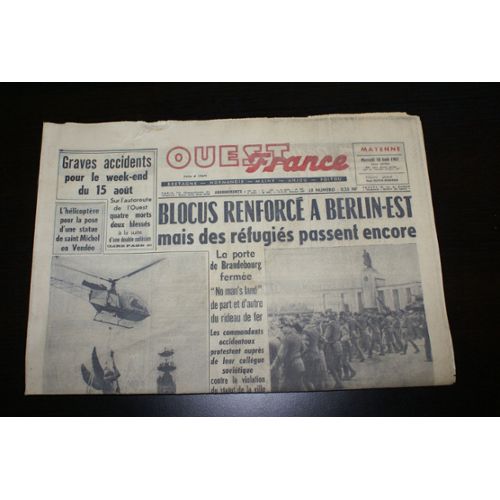 OUEST
France
BRETAGNE - NORMANDIE - MAINE - ANJOU - POITOU
MAYENNE
LE NUMÉRO : 0,25 NF
Graves accidents
pour le week-end
du 15 août
L'hélicoptère
pour la pose
d'une statue
de saint Michel
en Vendée
Sur l'autoroute
de l'Ouest
quatre morts
deux blessés
à la suite
d'une double collision
(LIRE PAGE
BLOCUS RENFORCÉ A BERLIN-EST
mais des réfugiés passent encore
La porte
de Brandebourg
fermée
"No man's land"
de part et d'autre
du rideau de fer
Les commandants
occidentaux
protestent auprès
de leur collègue
soviétique
contre la violation
du statut de la ville